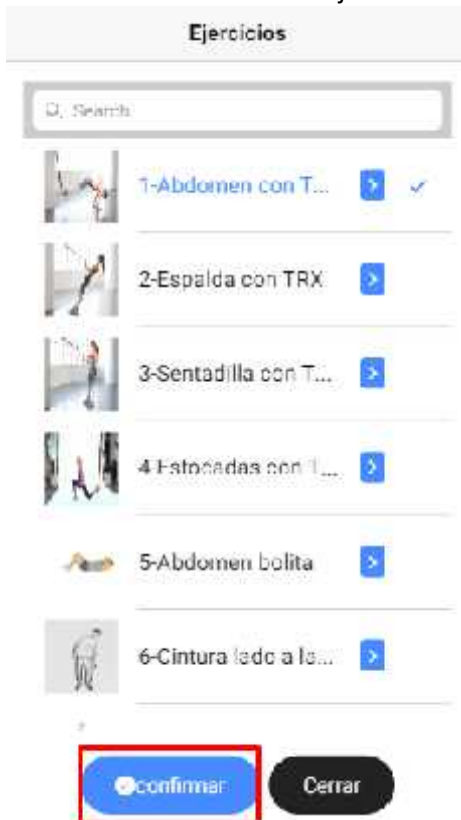 Ejercicios
Search
1-Abdomen con T...
2-Espalda con TRX
3-Sentadilla con T...
4 Estocadas con T...
5-Abdomen bolita
6-Cintura lado a la...
confirmar
Cerrar